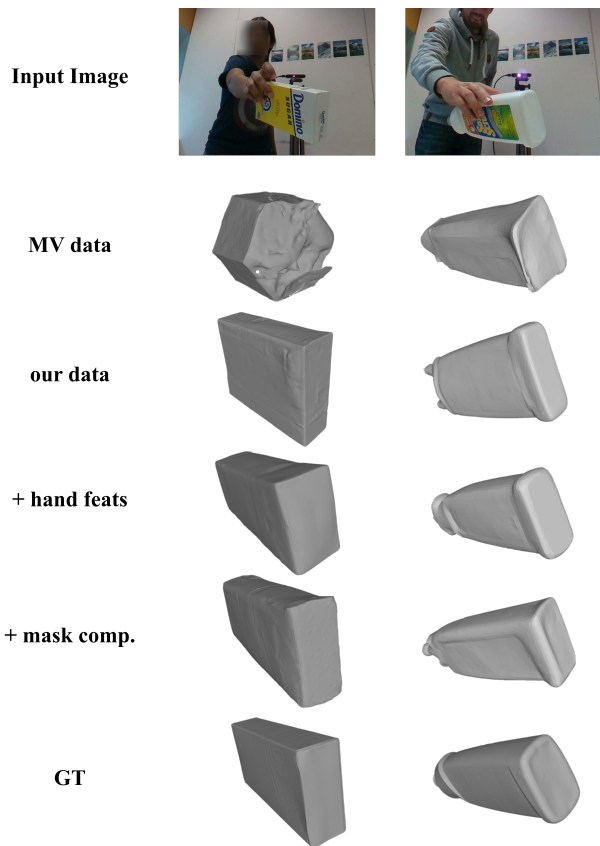 Input Image
Domino
SUGAR
MV data
our data
+ hand feats
+ mask comp.
GT